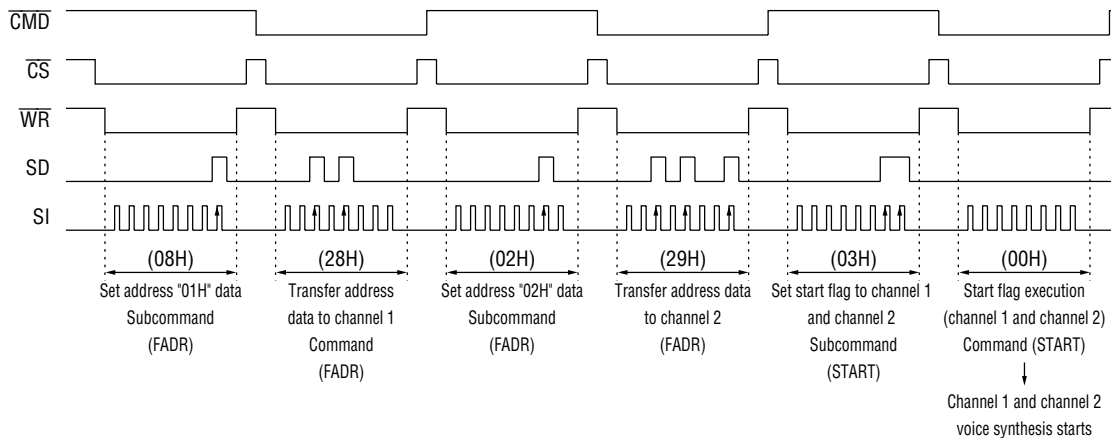 CMD
CS
WR
SD
SI
(08H)
Set address "01H" data
Subcommand
(FADR)
(28H)
Transfer address
data to channel 1
Command
(FADR)
(02H)
Set address "02H" data
Subcommand
(FADR)
(29H)
Transfer address data
to channel 2
(FADR)
(03H)
Set start flag to channel 1
and channel 2
Subcommand
(START)
(00H)
Start flag execution
(channel 1 and channel 2)
Command (START)
Channel 1 and channel 2
voice synthesis starts